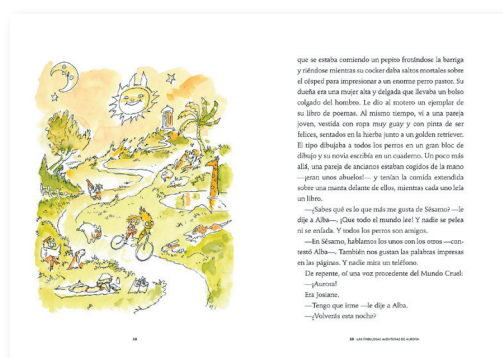 que se estaba comiendo un pepito frotándose la barriga
y riéndose mientras su cocker daba saltos mortales sobre
el césped para impresionar a un enorme perro pastor. Su
dueña era una mujer alta y delgada que llevaba un bolso
colgado del hombro. Le dio al motero un ejemplar de
su libro de poemas. Al mismo tiempo, vi a una pareja
joven, vestida con ropa muy guay y con pinta de ser
felices, sentados en la hierba junto a un golden retriever.
El tipo dibujaba a todos los perros en un gran bloc de
dibujo y su novia escribía en un cuaderno. Un poco más
allá, una pareja de ancianos estaban cogidos de la mano
—¡eran unos abuelos!— y tenían la comida extendida
sobre una manta delante de ellos, mientras cada uno leía
un libro.
—¿Sabes qué es lo que más me gusta de Sésamo? —le
dije a Alba—. ¡Que todo el mundo lee! Y nadie se pelea
ni se enfada. Y todos los perros son amigos.
—En Sésamo, hablamos los unos con los otros —con-
testó Alba—. También nos gustan las palabras impresas
en las páginas. Y nadie mira un teléfono.
De repente, oí una voz procedente del Mundo Cruel:
—¡Aurora!
Era Josiane.
—Tengo que irme —le dije a Alba.
—¿Volverás esta noche?
LAS FABULOSAS AVENTURAS DE AURORA